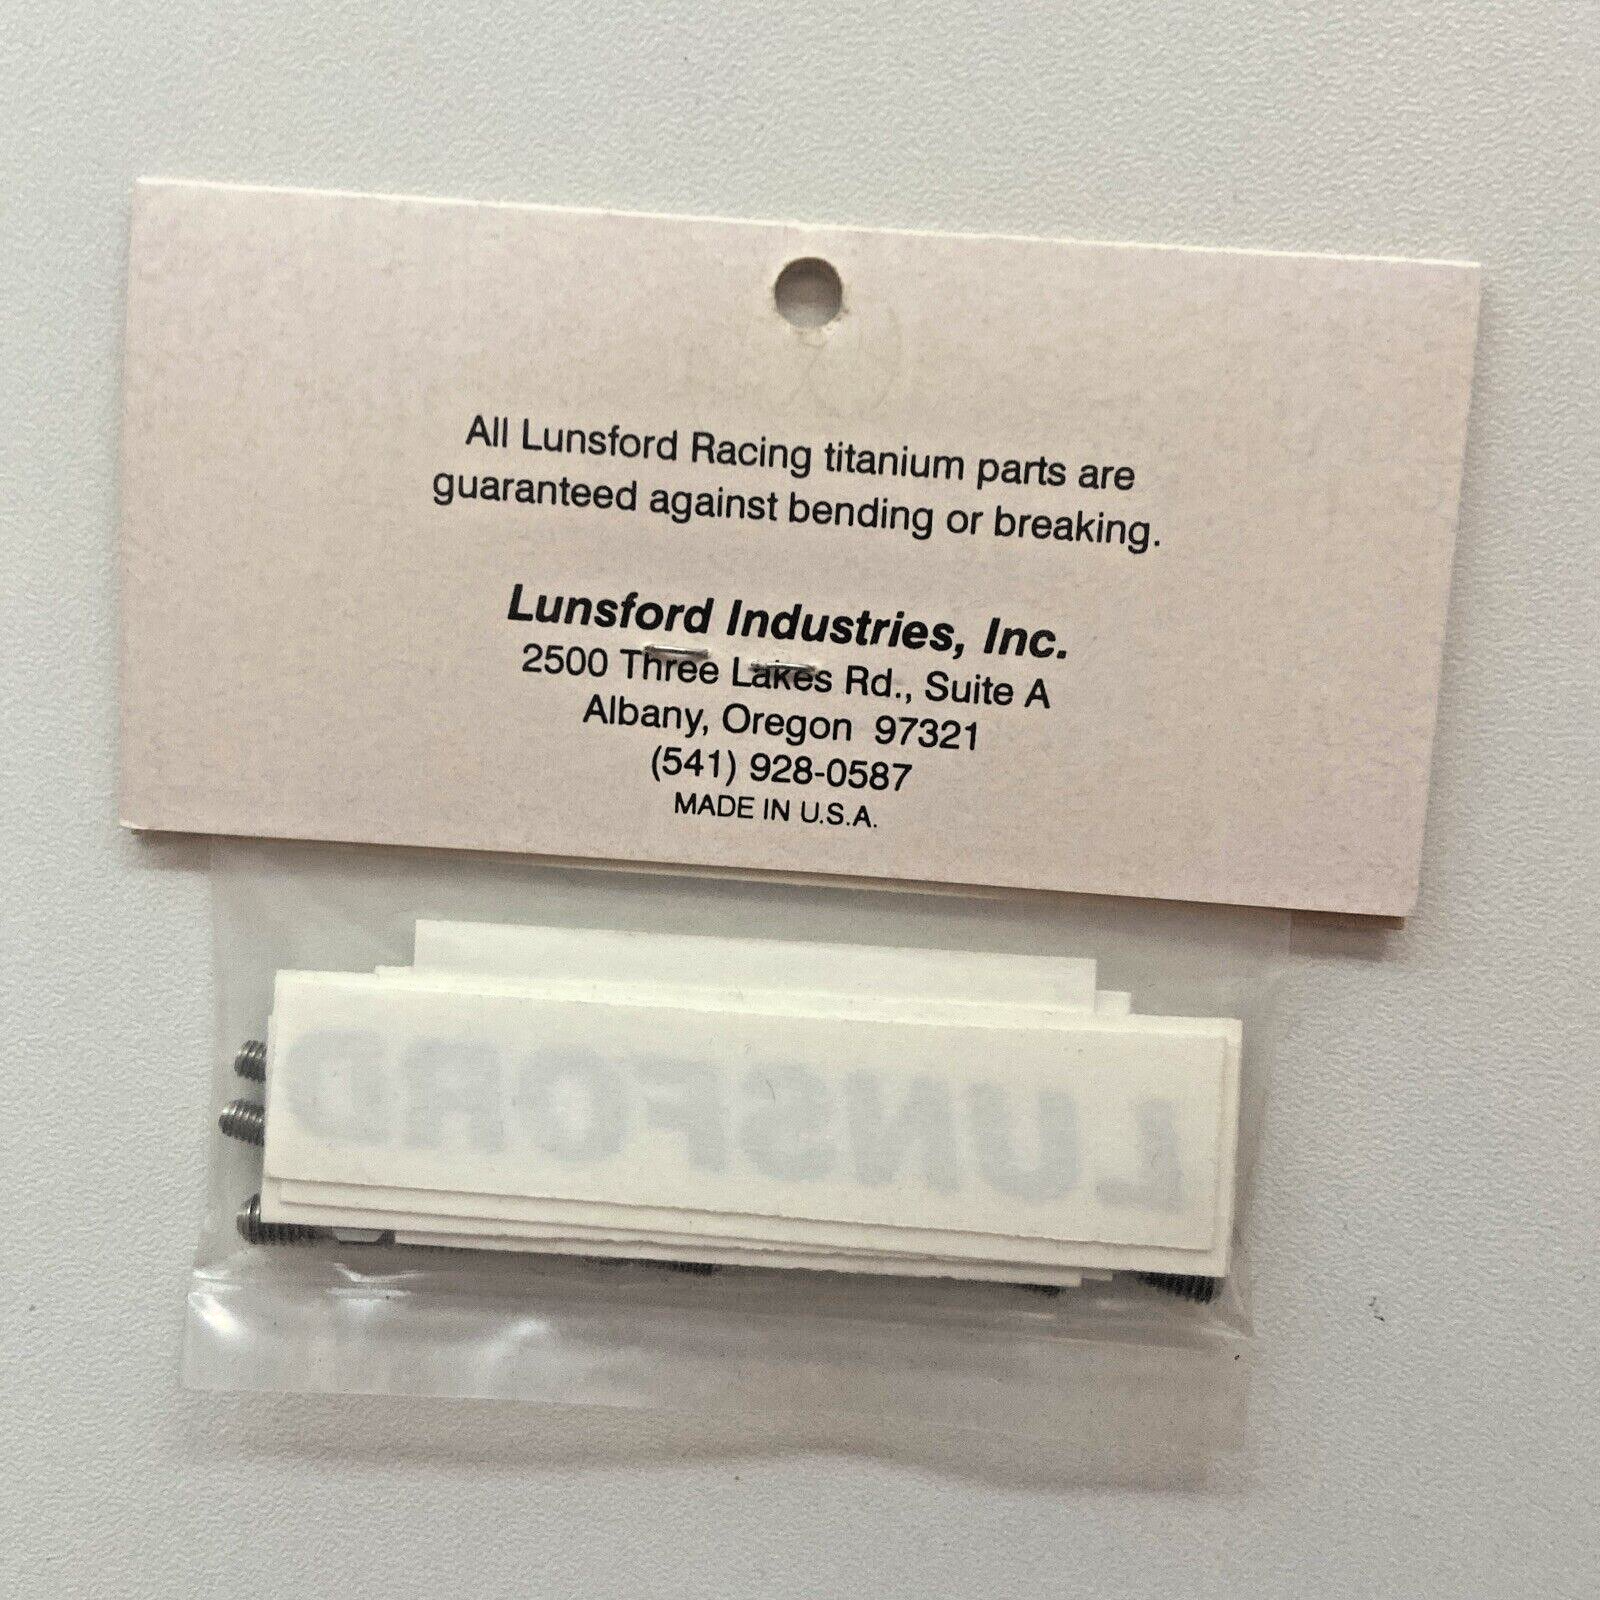 All Lunsford Racing titanium parts are
guaranteed against bending or breaking.
Lunsford Industries, Inc.
2500 Three Lakes Rd., Suite A
Albany, Oregon 97321
(541) 928-0587
MADE IN U.S.A.
LUNSFORD